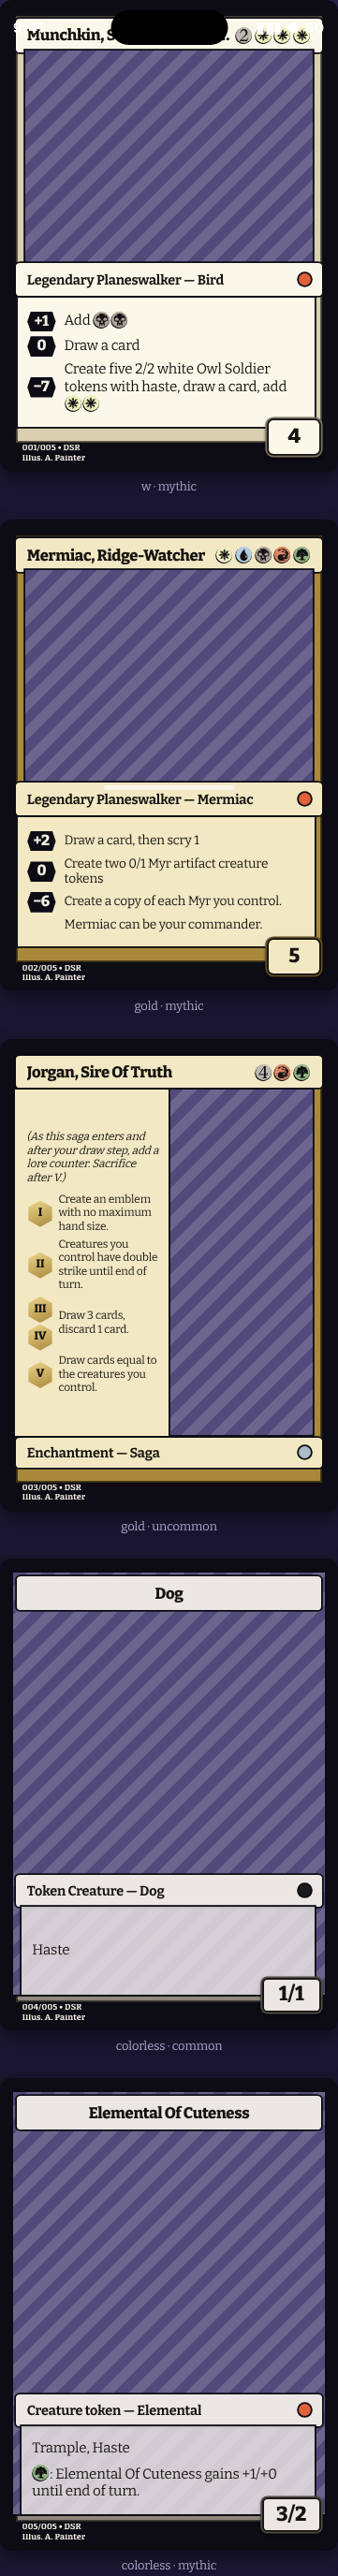 Munchkin, S
2
Legendary Planeswalker — Bird
+1 Add
0 Draw a card
Create five 2/2 white Owl Soldier
−7 tokens with haste, draw a card, add
4
001/005 • DSR
Illus. A. Painter
w · mythic
Mermiac, Ridge-Watcher
Legendary Planeswalker — Mermiac
+2 Draw a card, then scry 1
0 Create two 0/1 Myr artifact creature
tokens
−6 Create a copy of each Myr you control.
Mermiac can be your commander.
5
002/005 • DSR
Illus. A. Painter
gold · mythic
Jorgan, Sire Of Truth 4
(As this saga enters and
after your draw step, add a
lore counter. Sacrifice
after V.)
Create an emblem
I with no maximum
hand size.
Creatures you
II control have double
strike until end of
turn.
III Draw 3 cards,
IV discard 1 card.
V Draw cards equal to
the creatures you
control.
Enchantment — Saga
003/005 • DSR
Illus. A. Painter
gold · uncommon
Dog
Token Creature — Dog
Haste
1/1
004/005 • DSR
Illus. A. Painter
colorless · common
Elemental Of Cuteness
Creature token — Elemental
Trample, Haste
: Elemental Of Cuteness gains +1/+0
until end of turn.
3/2
005/005 • DSR
Illus. A. Painter
colorless · mythic